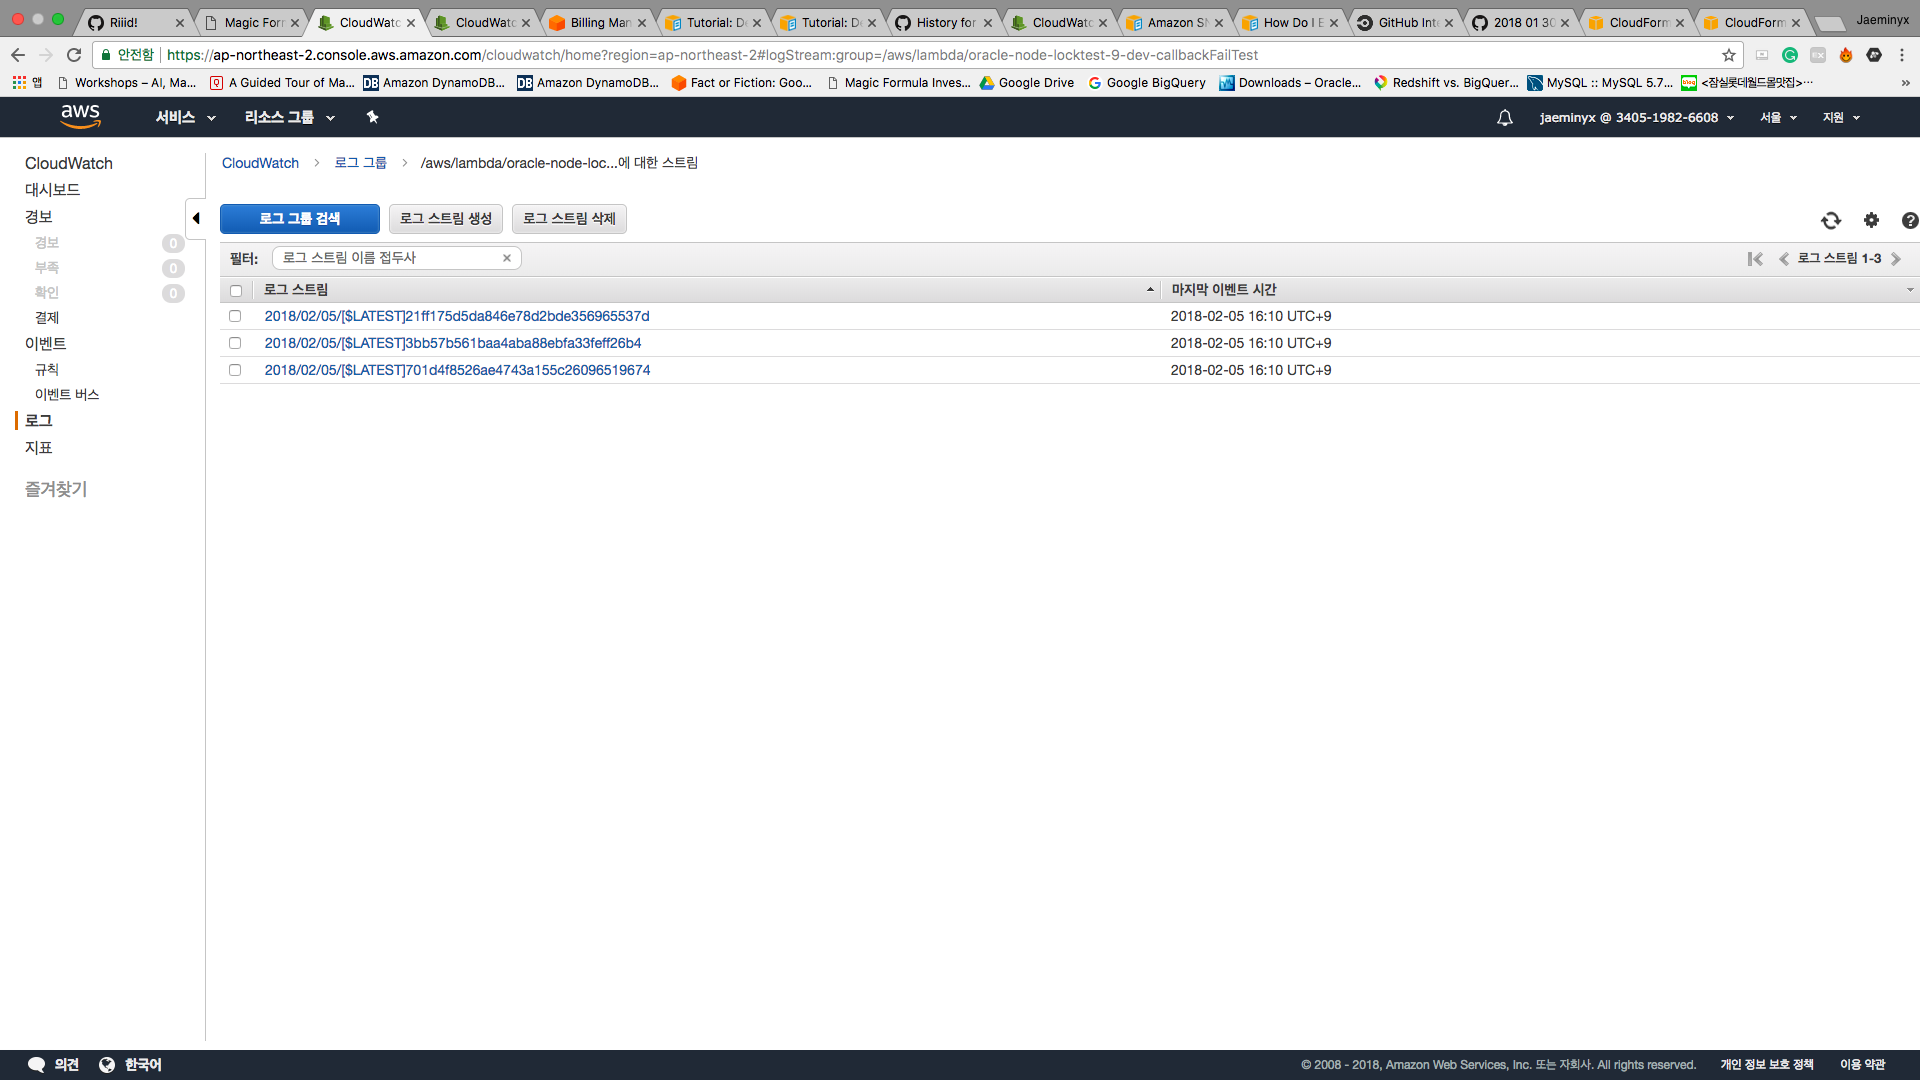 Riiid!
Magic Forr
CloudWatc
CloudWatc
Billing Man
Tutorial: De
Tutorial: De
History for
CloudWatc
Amazon SN
How Do I E
GitHub Inte
2018 01 30
CloudForm
CloudForm
Jaeminyx
안전함 https://ap-northeast-2.console.aws.amazon.com/cloudwatch/home?region=ap-northeast-2#logStream:group=/aws/lambda/oracle-node-locktest-9-dev-callbackFailTest
앱
Workshops – AI, Ma...
A Guided Tour of Ma...
Amazon DynamoDB...
Amazon DynamoDB...
Fact or Fiction: Goo...
Magic Formula Inves...
Google Drive
Google BigQuery
Downloads – Oracle...
Redshift vs. BigQuer...
MySQL :: MySQL 5.7...
<잠실롯데월드몰맛집>⋯
aws 서비스 리소스 그룹 jaeminyx @ 3405-1982-6608 서울 지원
CloudWatch
대시보드
경보
경보 0
부족 0
확인 0
결제
이벤트
규칙
이벤트 버스
로그
지표
즐겨찾기
CloudWatch > 로그 그룹 > /aws/lambda/oracle-node-loc...에 대한 스트림
로그 그룹 검색 로그 스트림 생성 로그 스트림 삭제
필터: 로그 스트림 이름 접두사 × 로그 스트림 1-3
로그 스트림 마지막 이벤트 시간
2018/02/05/[$LATEST]21ff175d5da846e78d2bde356965537d 2018-02-05 16:10 UTC+9
2018/02/05/[$LATEST]3bb57b561baa4aba88ebfa33feff26b4 2018-02-05 16:10 UTC+9
2018/02/05/[$LATEST]701d4f8526ae4743a155c26096519674 2018-02-05 16:10 UTC+9
의견 한국어 © 2008 - 2018, Amazon Web Services, Inc. 또는 자회사. All rights reserved. 개인 정보 보호 정책 이용 약관